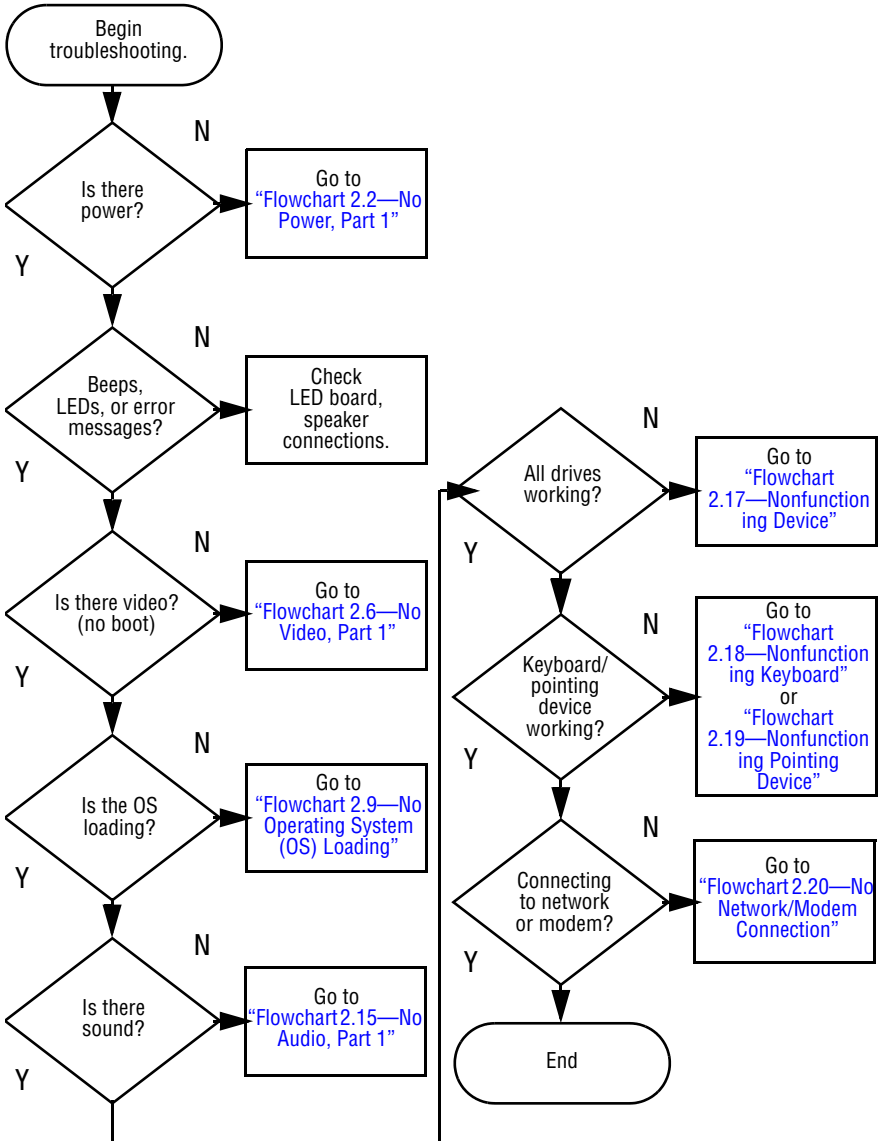 Begin
troubleshooting.
N
Is there
power?
Go to
“Flowchart 2.2—No
Power, Part 1”
Y
N
Beeps,
LEDs, or error
messages?
Check
LED board,
speaker
connections.
Y
N
Is there video?
(no boot)
Go to
“Flowchart 2.6—No
Video, Part 1”
Y
N
Is the OS
loading?
Go to
“Flowchart 2.9—No
Operating System
(OS) Loading”
Y
N
Is there
sound?
Go to
“Flowchart 2.15—No
Audio, Part 1”
Y
N
All drives
working?
Go to
“Flowchart
2.17—Nonfunction
ing Device”
Y
N
Keyboard/
pointing
device
working?
Go to
“Flowchart
2.18—Nonfunction
ing Keyboard”
or
“Flowchart
2.19—Nonfunction
ing Pointing
Device”
Y
N
Connecting
to network
or modem?
Go to
“Flowchart 2.20—No
Network/Modem
Connection”
Y
End